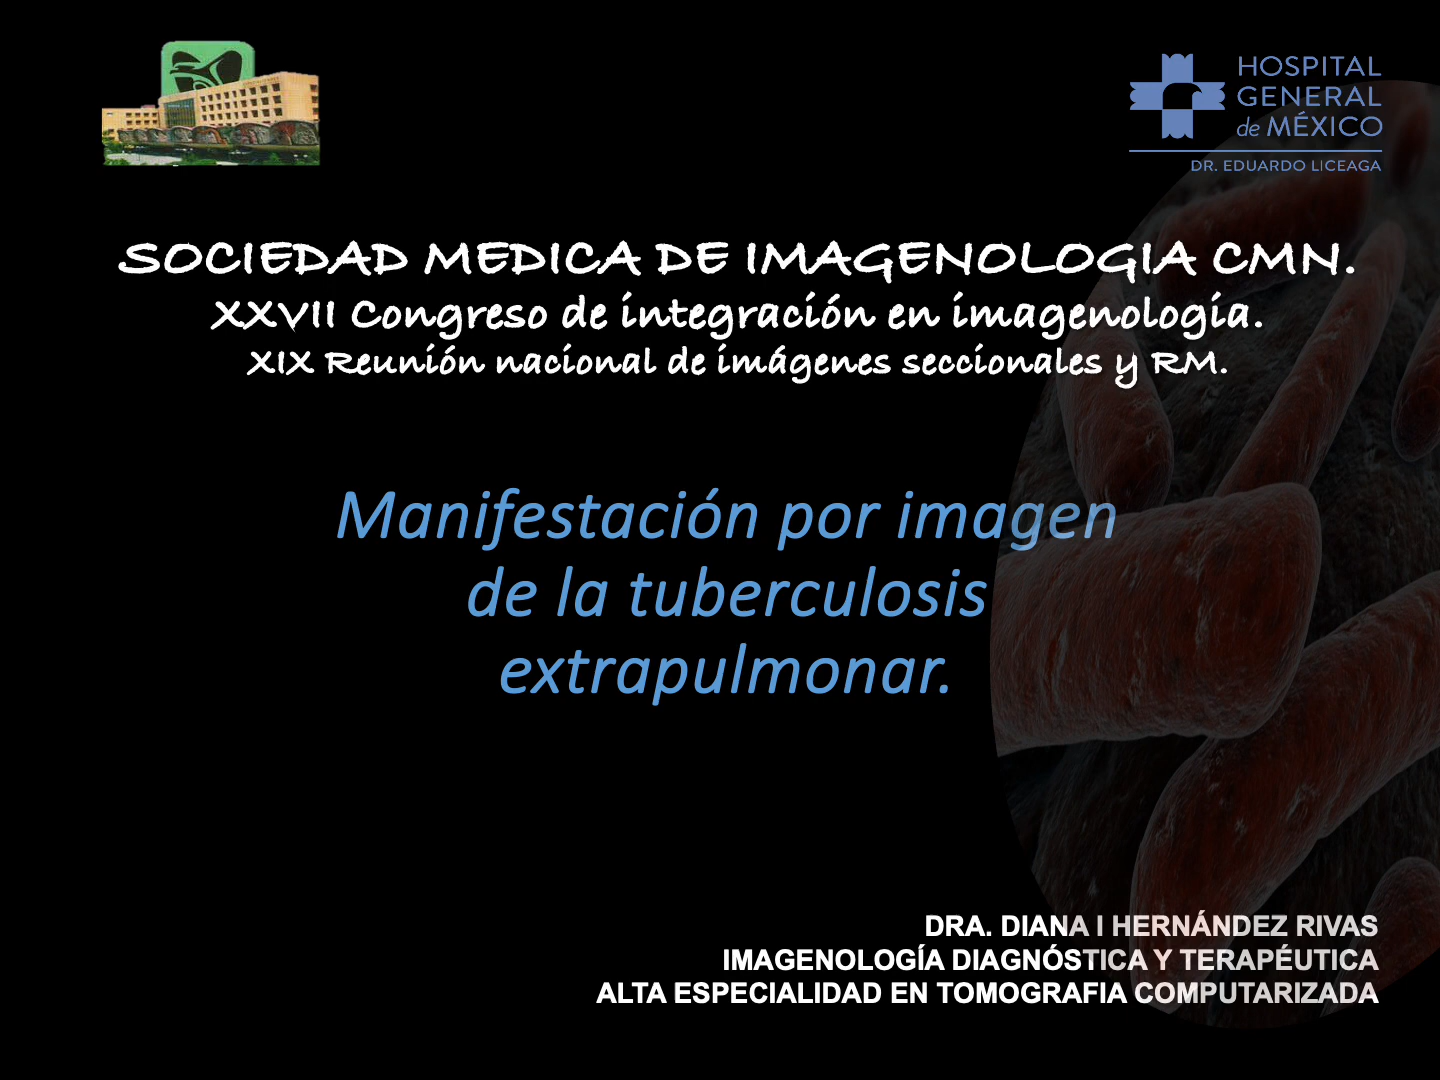 HOSPITAL
GENERAL
de MÉXICO
DR. EDUARDO LICEAGA
SOCIEDAD MEDICA DE IMAGENOLOGIA CMN.
XXVII Congreso de integración en imagenología.
XIX Reunión nacional de imágenes seccionales y RM.
Manifestación por imagen
de la tuberculosis
extrapulmonar.
DRA. DIANA I HERNÁNDEZ RIVAS
IMAGENOLOGÍA DIAGNÓSTICA Y TERAPÉUTICA
ALTA ESPECIALIDAD EN TOMOGRAFIA COMPUTARIZADA